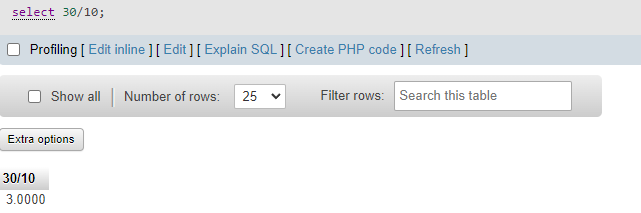 select 30/10;
Profiling [ Edit inline ] [ Edit ] [ Explain SQL ] [ Create PHP code ] [ Refresh ]
Show all Number of rows: 25 Filter rows: Search this table
Extra options
30/10
3.0000